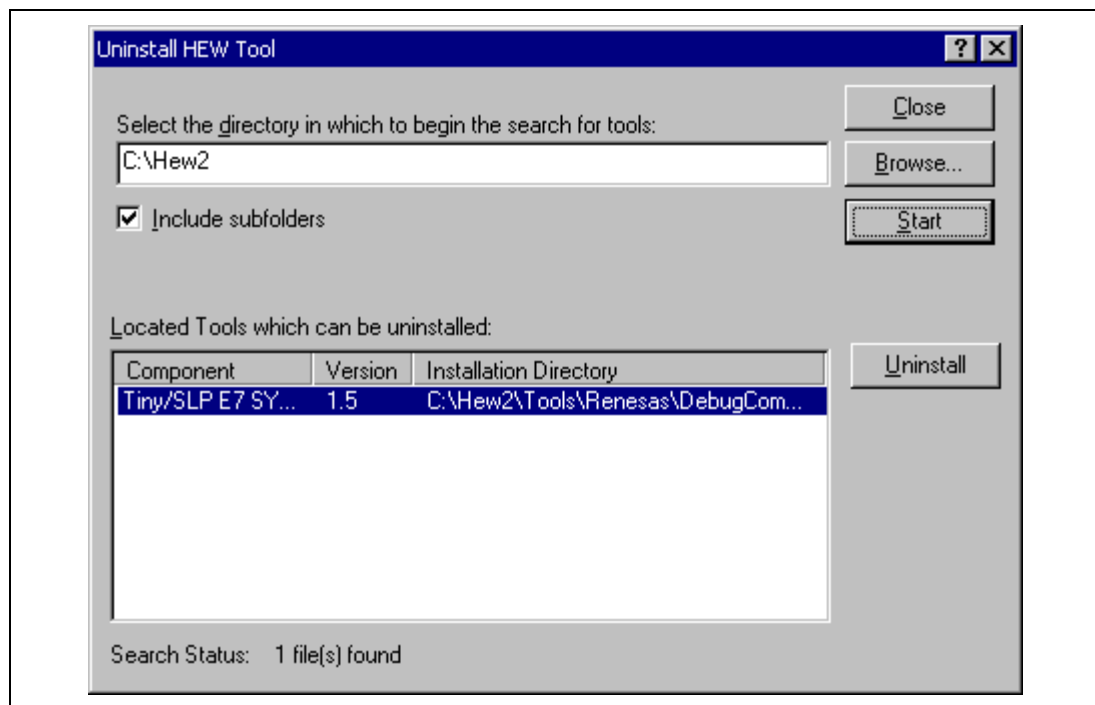 Uninstall HEW Tool
Close
Select the directory in which to begin the search for tools:
C:\Hew2
Browse...
Include subfolders
Start
Located Tools which can be uninstalled:
Component Version Installation Directory
Uninstall
Tiny/SLP E7 SY... 1.5 C:\Hew2\Tools\Renesas\DebugCom...
Search Status: 1 file(s) found